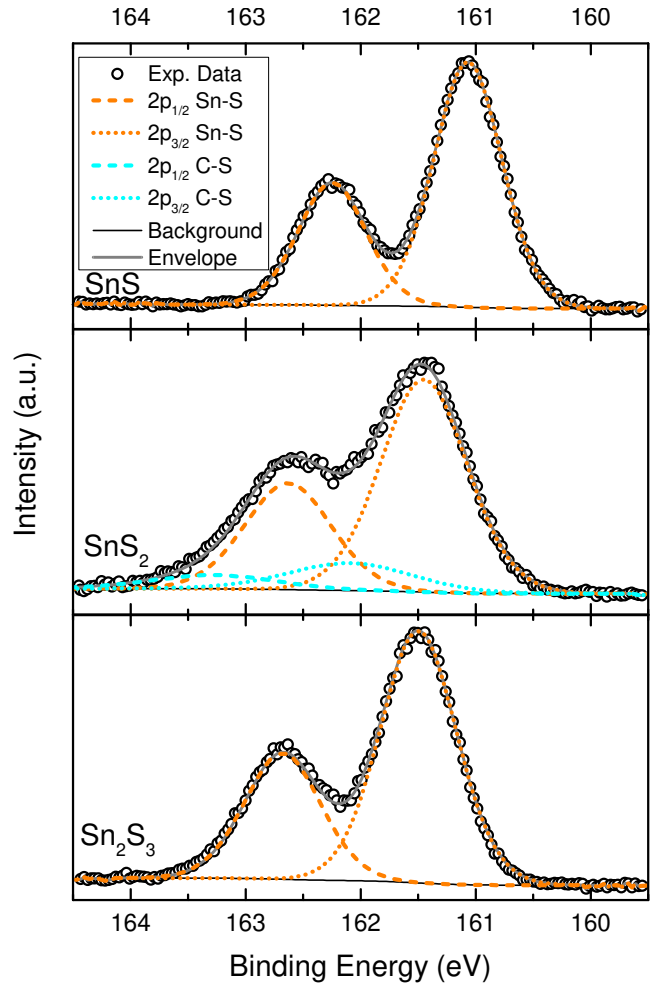 164 163 162 161 160
Exp. Data
2p₁/₂ Sn-S
2p₃/₂ Sn-S
2p₁/₂ C-S
2p₃/₂ C-S
Background
Envelope
SnS
Intensity (a.u.)
SnS₂
Sn₂S₃
164 163 162 161 160
Binding Energy (eV)